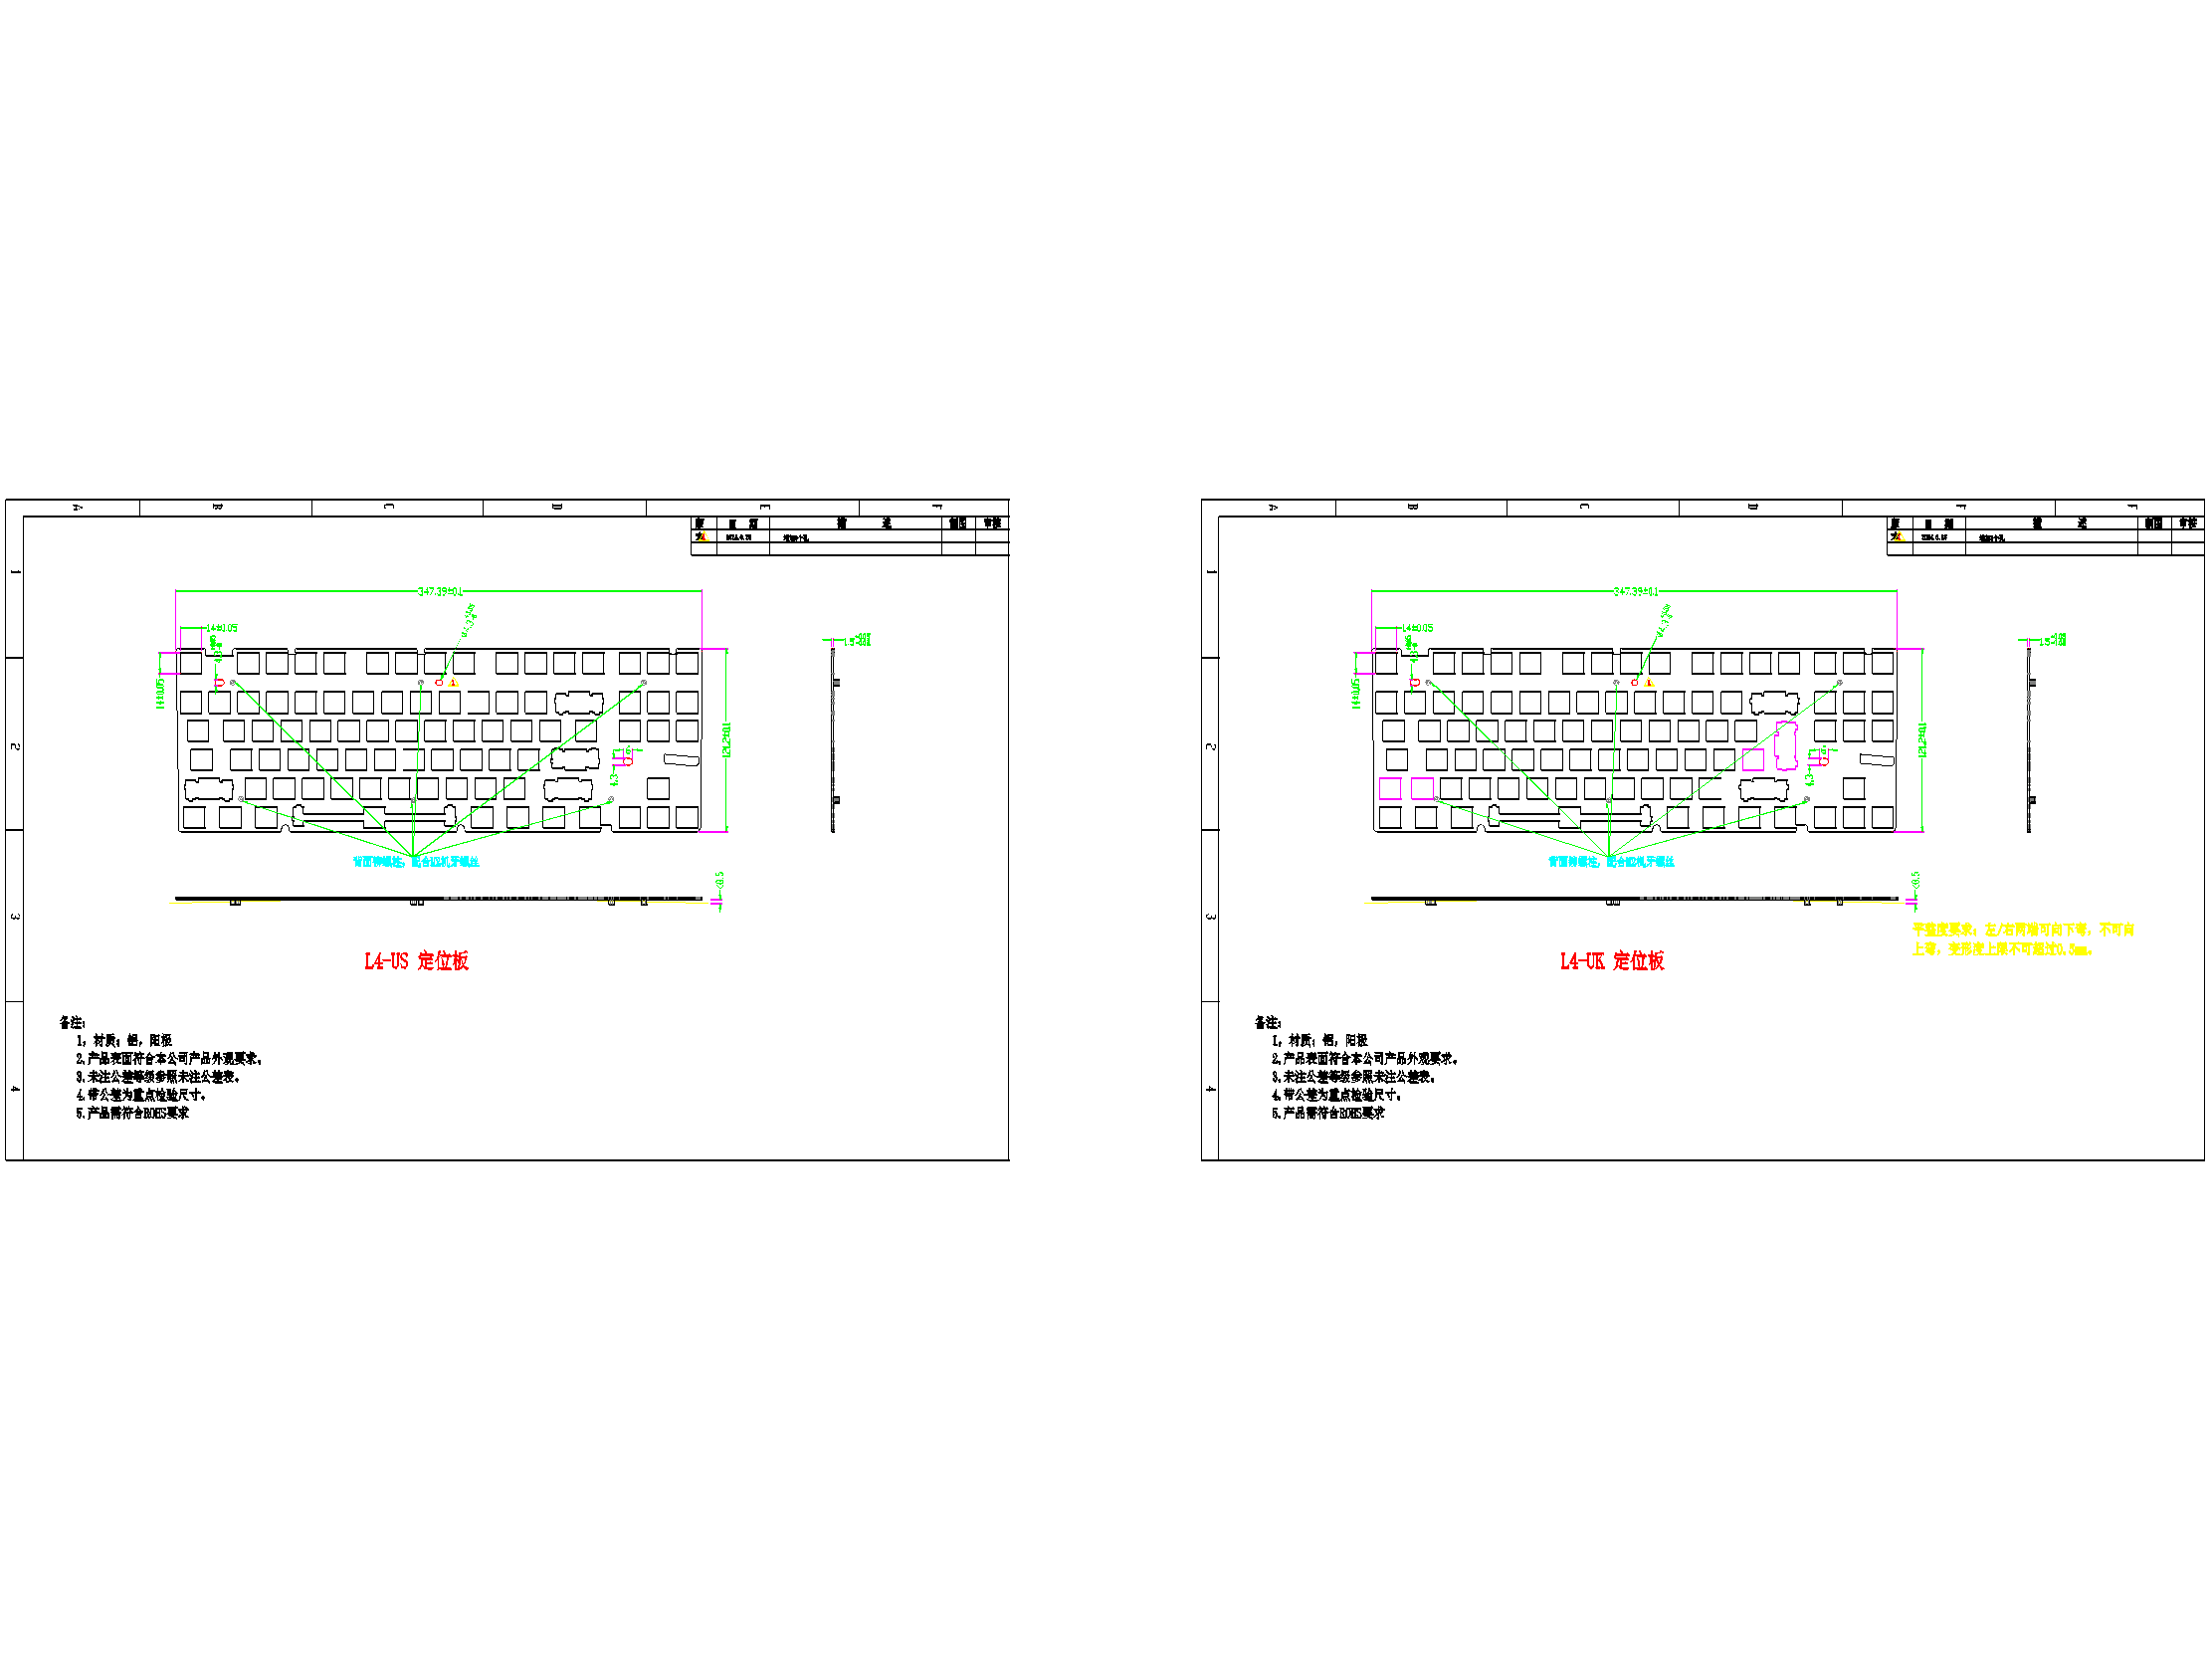 A B C D E F
版 日 期 描 述 制图 审核
1
347.39±0.1
14±0.05
14±0.05
121.2±0.1
2
4.3
背面铆螺柱，配合M2机牙螺丝
<0.5
3
L4-US 定位板
备注：
1，材质：铝，阳极
2.产品表面符合本公司产品外观要求。
3.未注公差等级参照未注公差表。
4.带公差为重点检验尺寸。
5.产品需符合ROHS要求
4
A B C D E F
版 日 期 描 述 制图 审核
1
347.39±0.1
14±0.05
14±0.05
121.2±0.1
2
4.3
背面铆螺柱，配合M2机牙螺丝
<0.5
3
平整度要求：左/右两端可向下弯，不可向
上弯，变形度上限不可超过0.5mm。
L4-UK 定位板
备注：
1，材质：铝，阳极
2.产品表面符合本公司产品外观要求。
3.未注公差等级参照未注公差表。
4.带公差为重点检验尺寸。
5.产品需符合ROHS要求
4